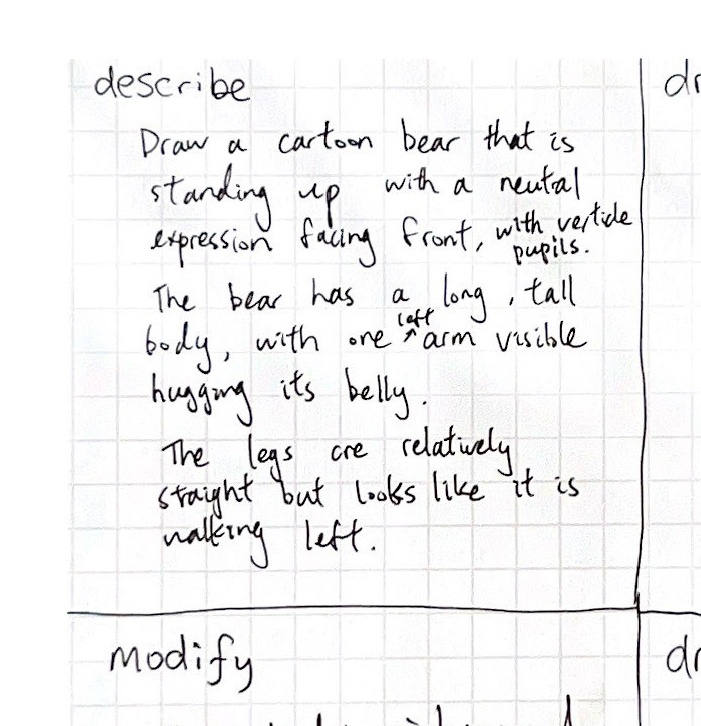 describe
dr
Draw a cartoon bear that is
standing up with a neutal
expression facing front, with verticle
pupils.
The bear has a long, tall
body, with one left arm visible
hugging its belly.
The legs are relatively
straight but looks like it is
walking left.
modify
dr